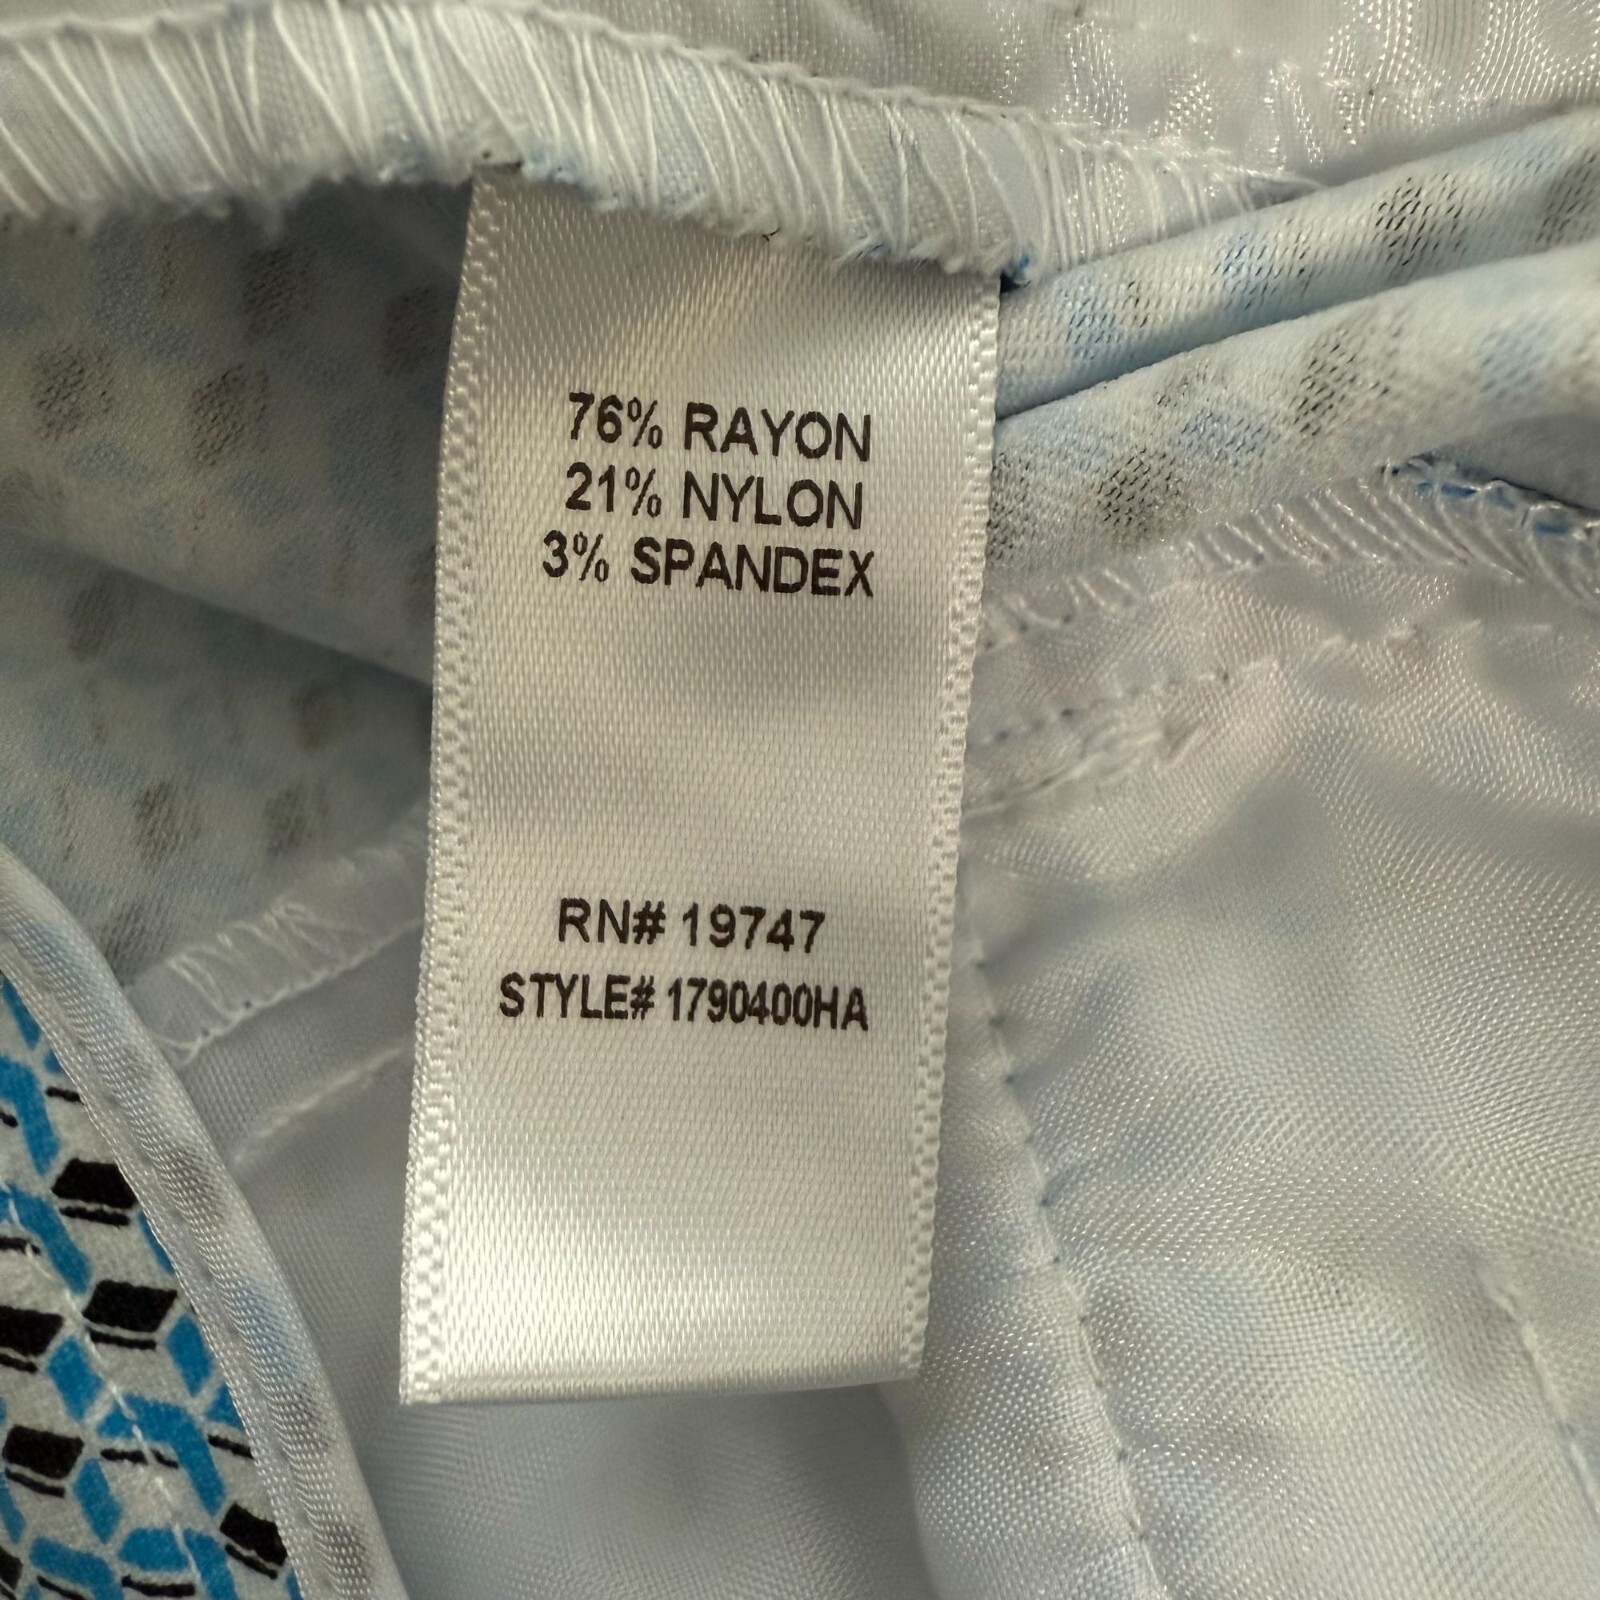 76% RAYON
21% NYLON
3% SPANDEX
RN# 19747
STYLE# 1790400HA